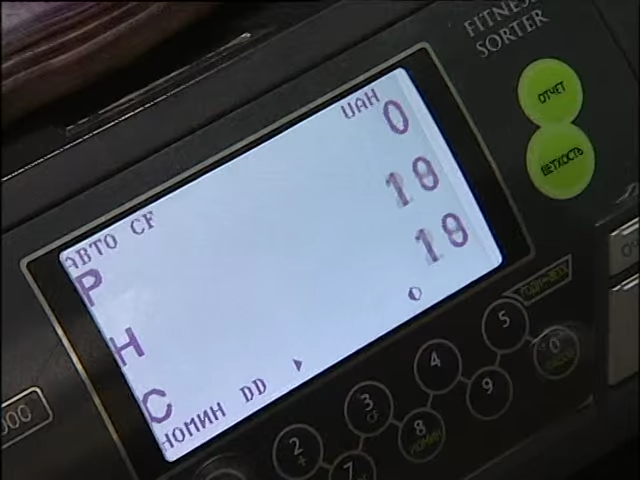 FITNESS
SORTER
ОТЧЕТ
ВЕТХОСТЬ
АВТО CF
UAH
P 0
H 10
C 10
НОМИН DD
2
3
4
5
7
8
НОМИН
9
0